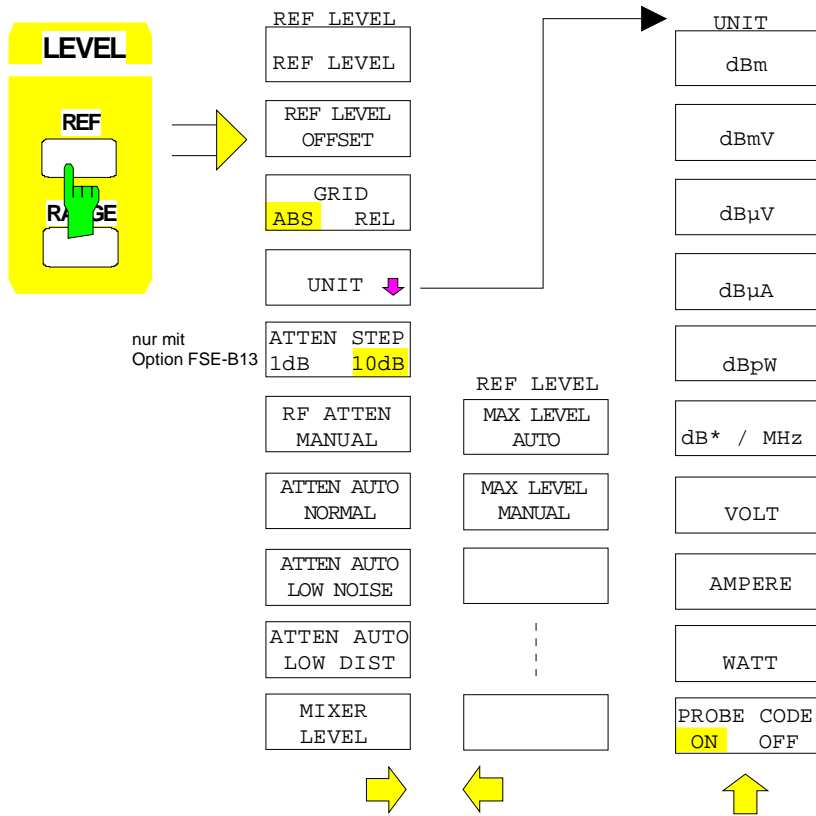 LEVEL
REF
RANGE
REF LEVEL
REF LEVEL
REF LEVEL
OFFSET
GRID
ABS REL
UNIT
nur mit
Option FSE-B13
ATTEN STEP
1dB 10dB
RF ATTEN
MANUAL
ATTEN AUTO
NORMAL
ATTEN AUTO
LOW NOISE
ATTEN AUTO
LOW DIST
MIXER
LEVEL
REF LEVEL
MAX LEVEL
AUTO
MAX LEVEL
MANUAL
UNIT
dBm
dBmV
dBµV
dBµA
dBpW
dB* / MHz
VOLT
AMPERE
WATT
PROBE CODE
ON OFF